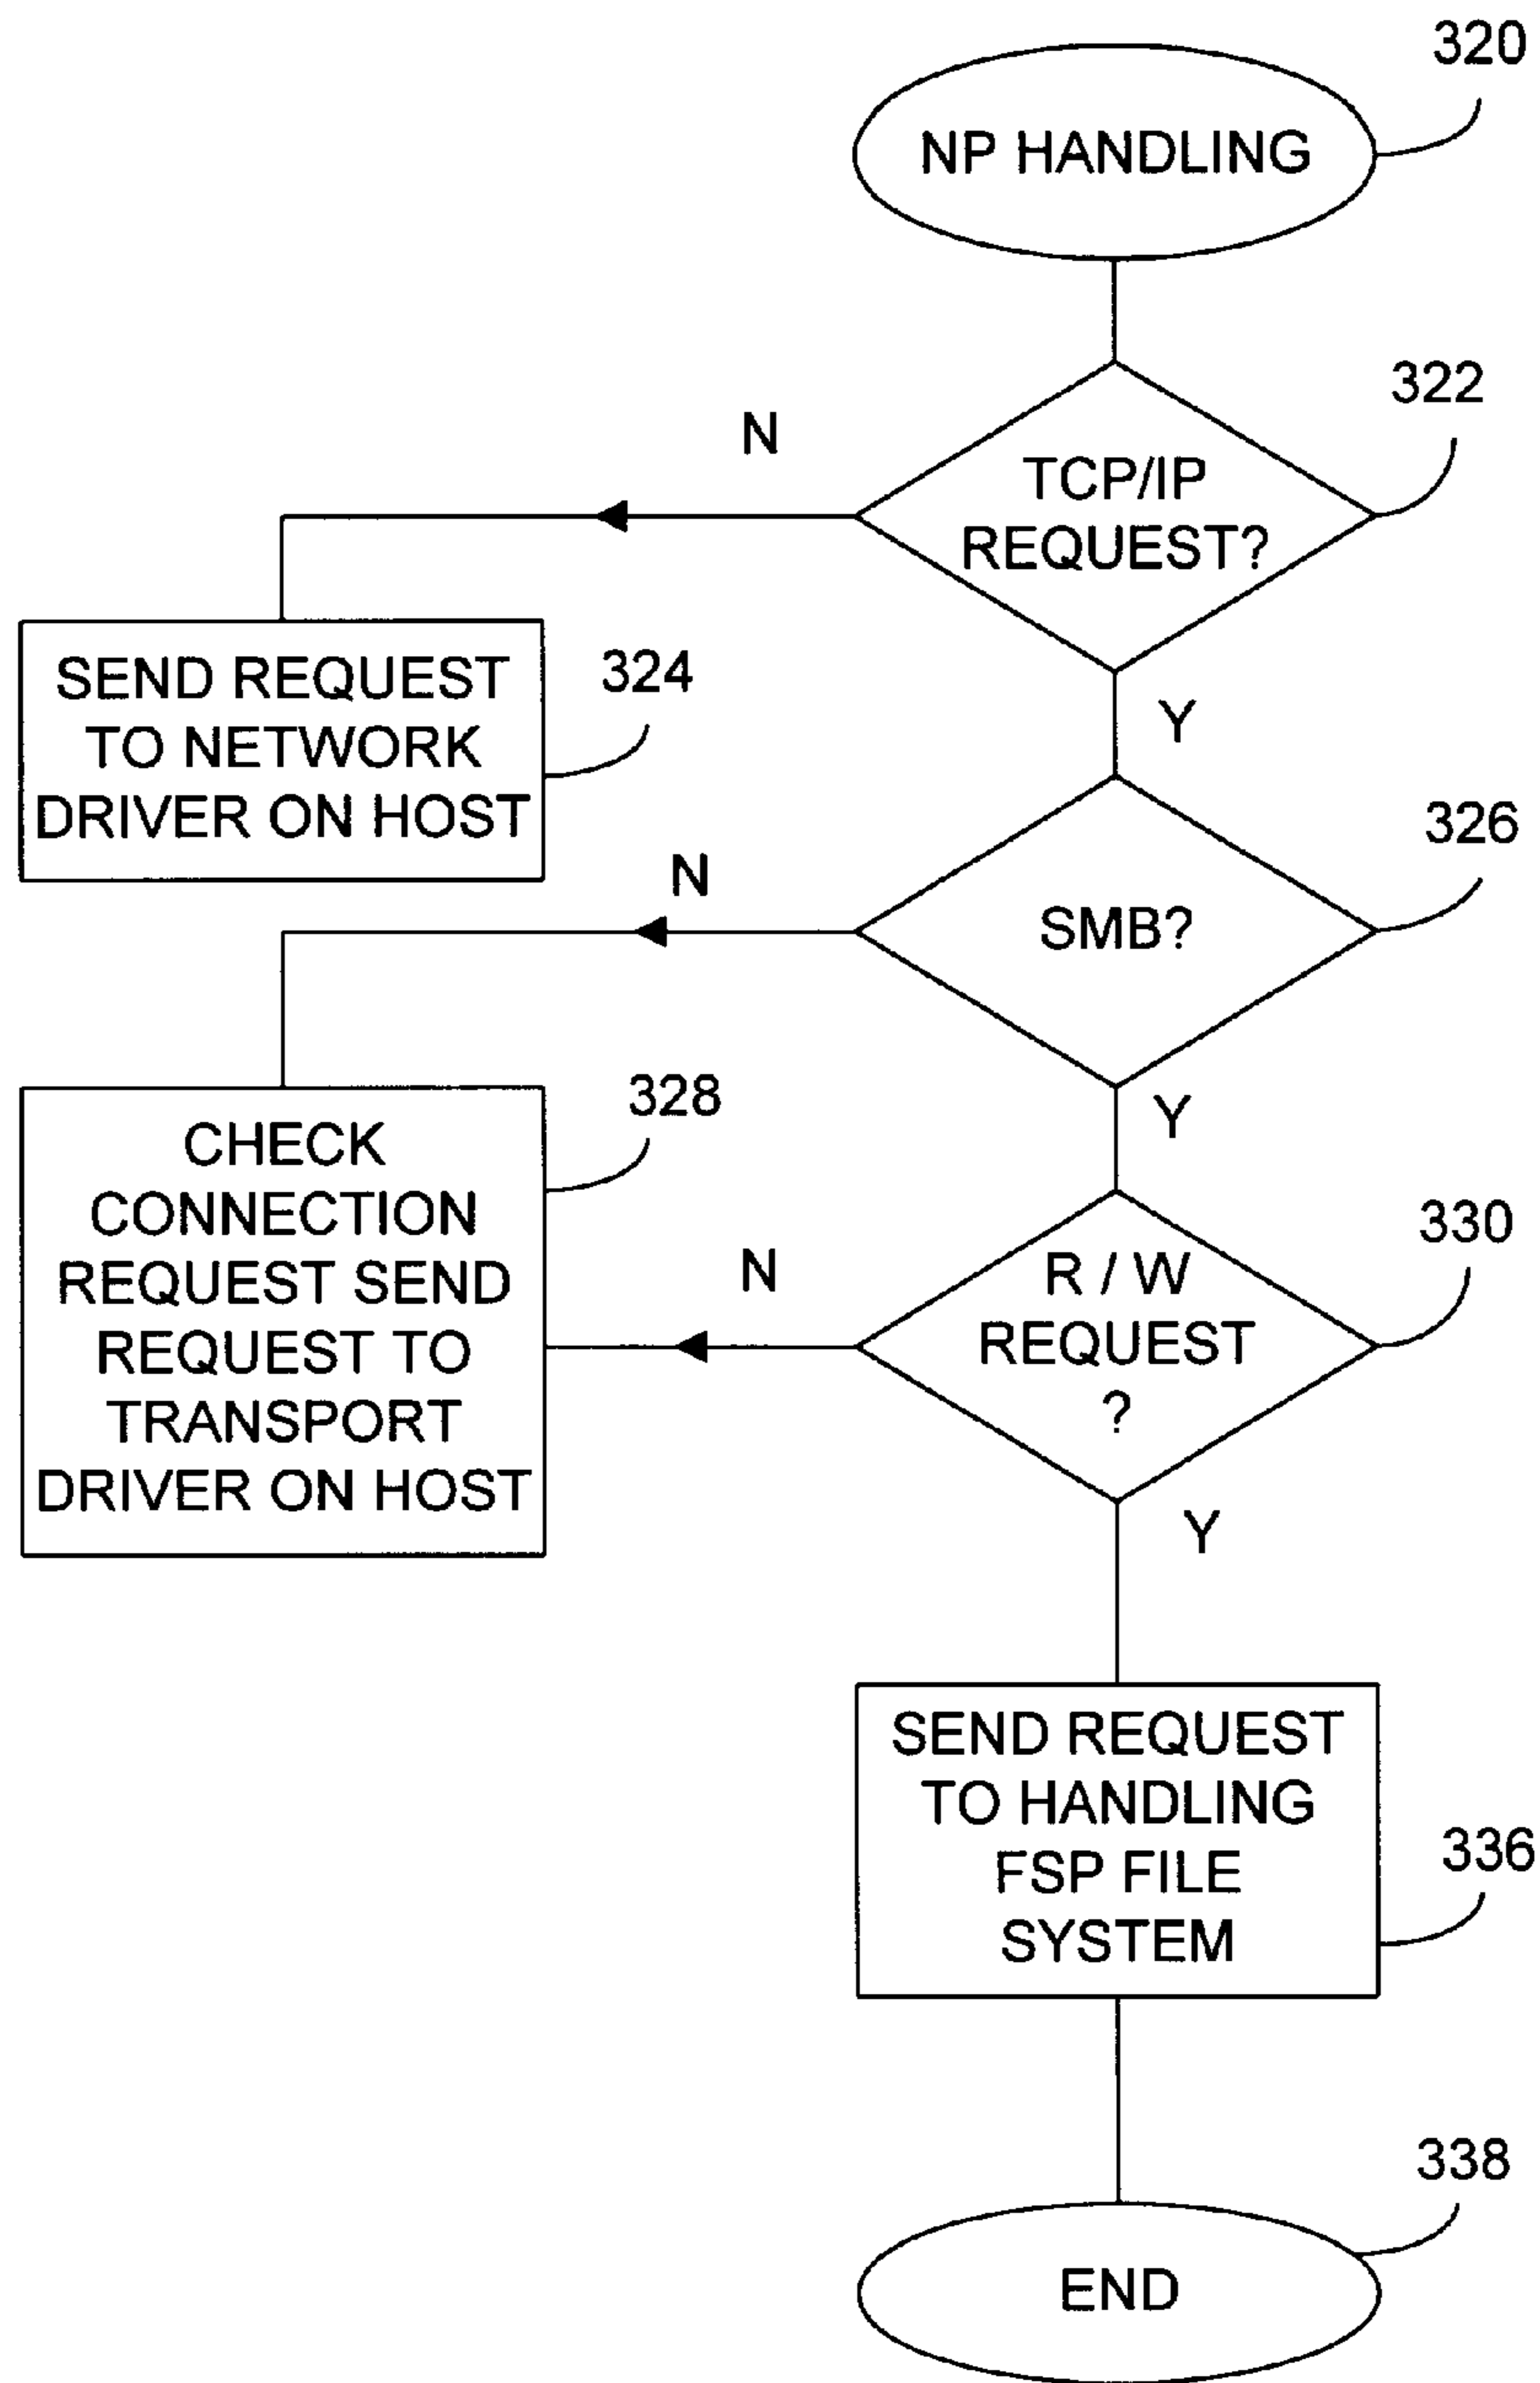 320
NP HANDLING
322
N
TCP/IP
REQUEST?
SEND REQUEST
TO NETWORK
DRIVER ON HOST
324
Y
326
N
SMB?
328
CHECK
CONNECTION
REQUEST SEND
REQUEST TO
TRANSPORT
DRIVER ON HOST
Y
330
N
R / W
REQUEST
?
Y
SEND REQUEST
TO HANDLING
FSP FILE
SYSTEM
336
338
END